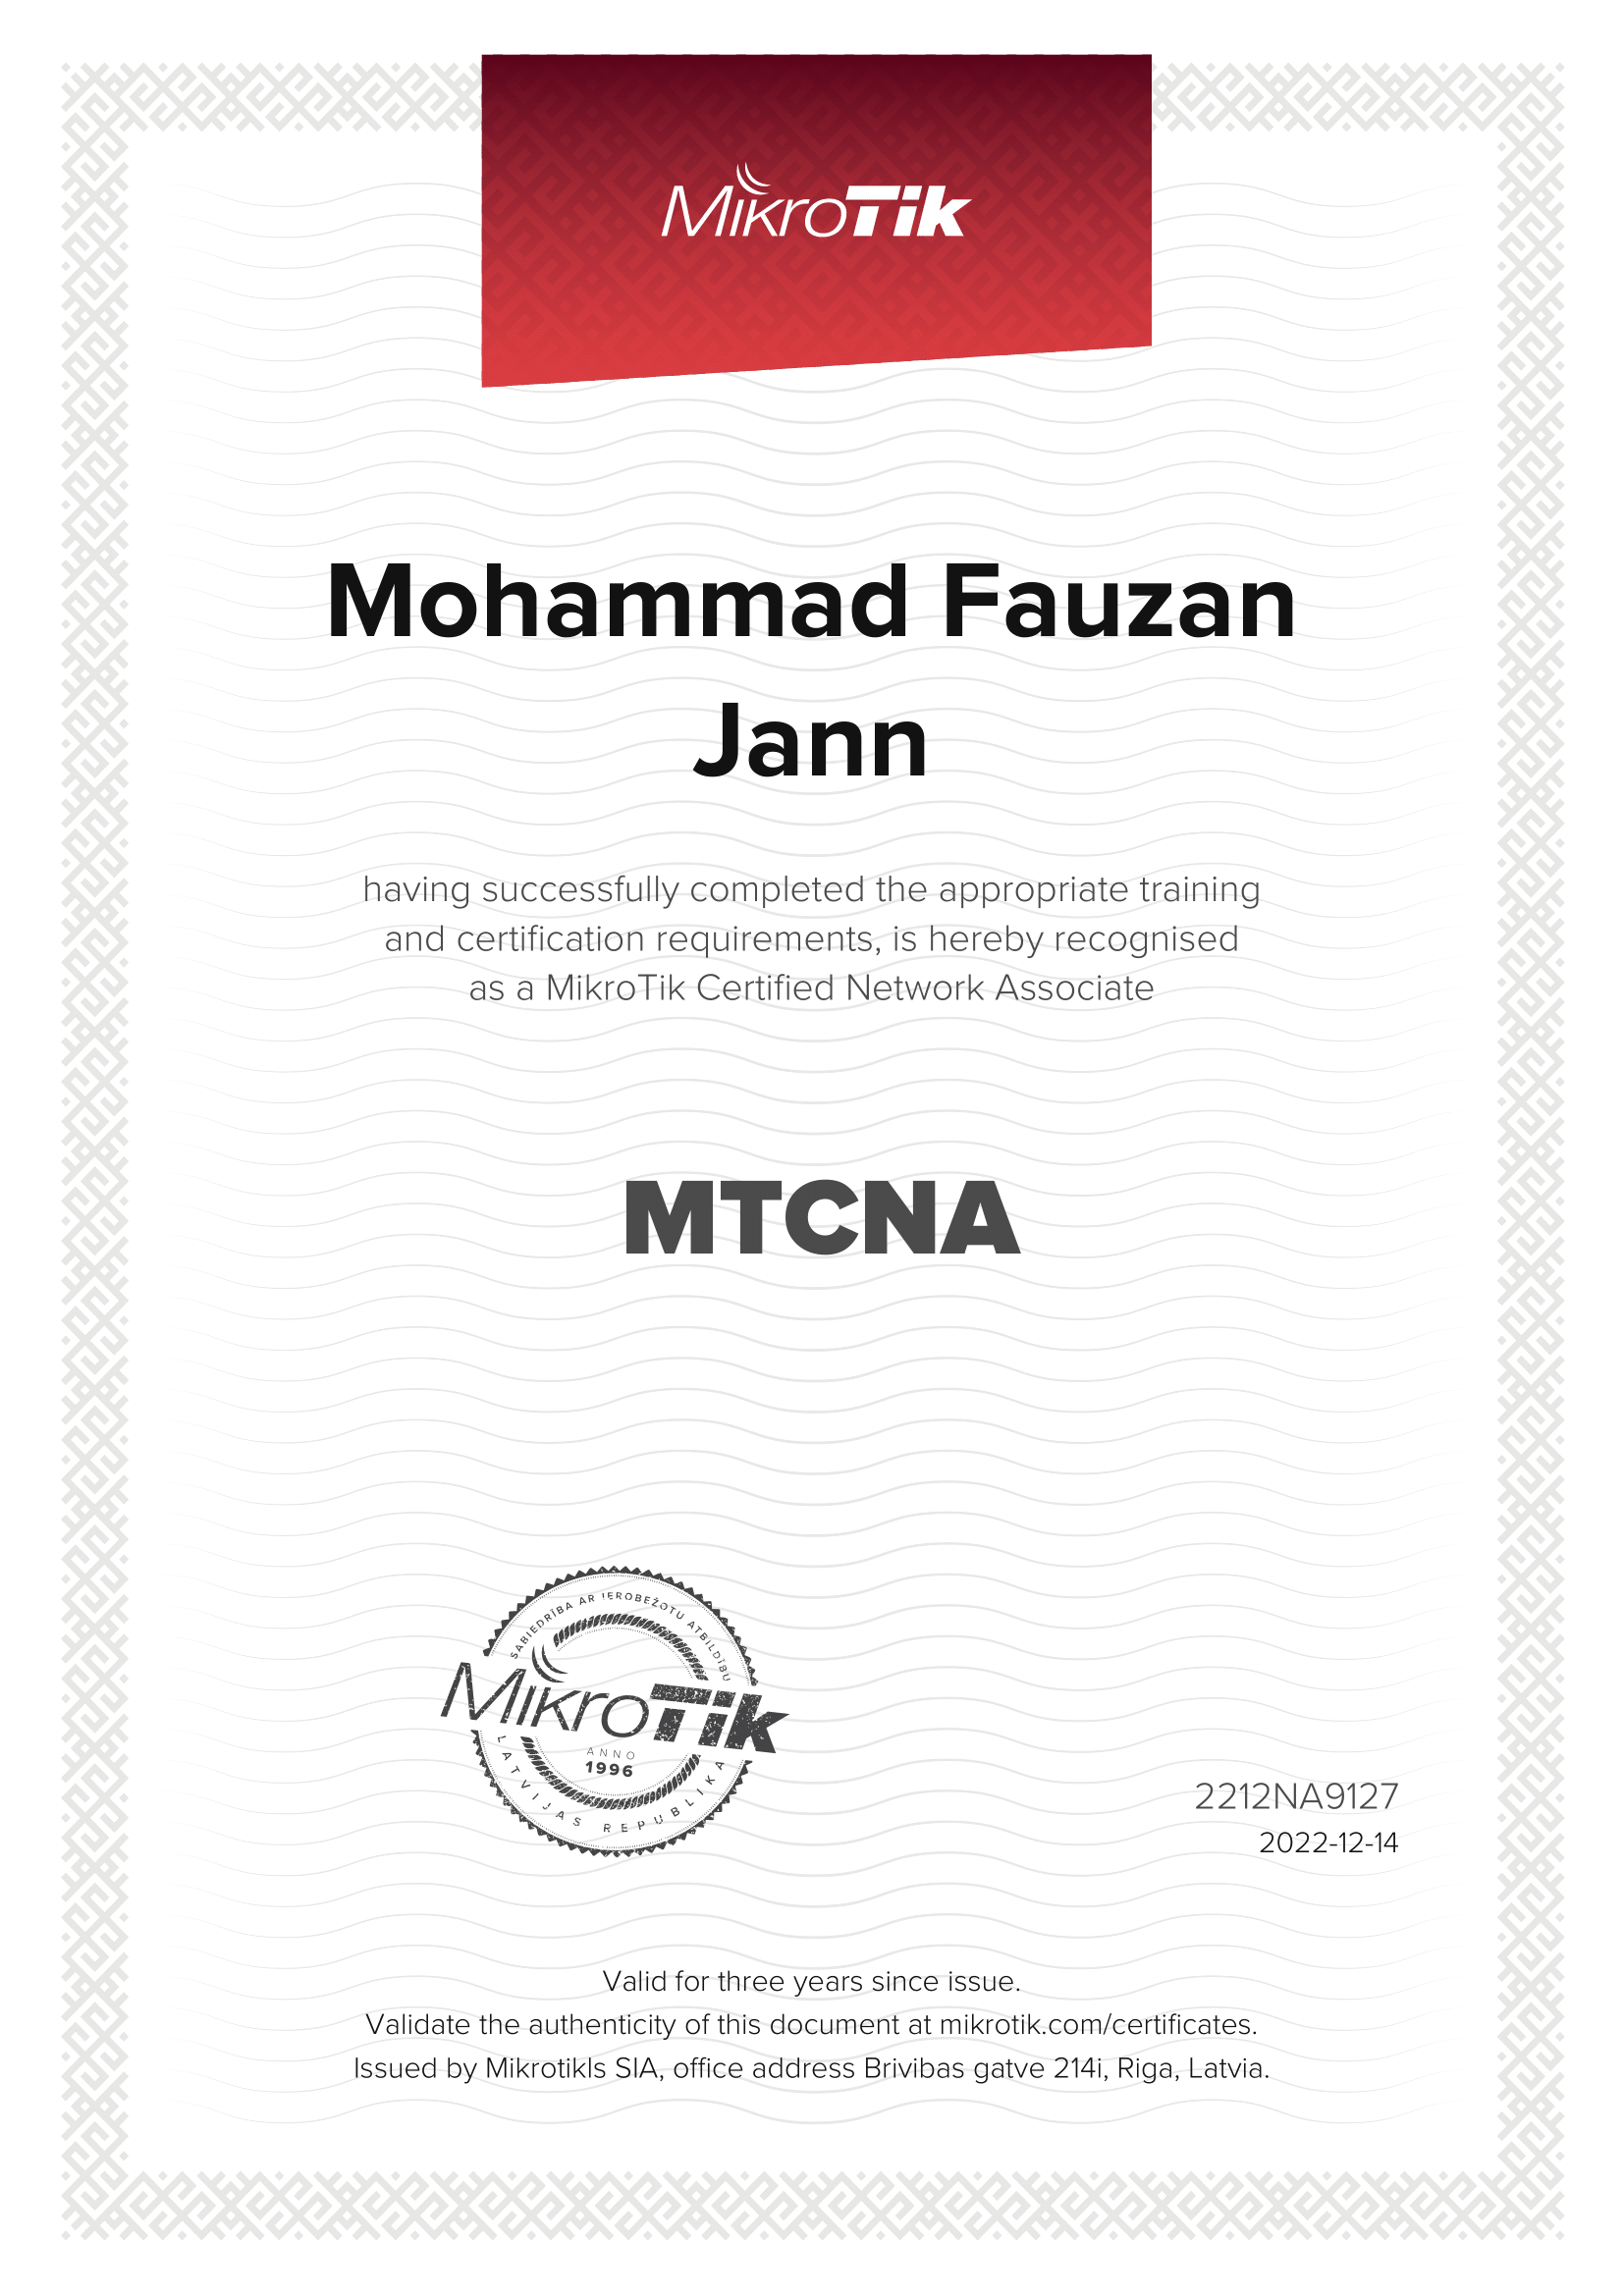 MikroTik
Mohammad Fauzan
Jann
having successfully completed the appropriate training
and certification requirements, is hereby recognised
as a MikroTik Certified Network Associate
MTCNA
SABIEDRĪBA AR IEROBEŽOTU ATBILDĪBU
MikroTik
ANNO
1996
LATVIJAS REPUBLIKA
2212NA9127
2022-12-14
Valid for three years since issue.
Validate the authenticity of this document at mikrotik.com/certificates.
Issued by Mikrotikls SIA, office address Brivibas gatve 214i, Riga, Latvia.